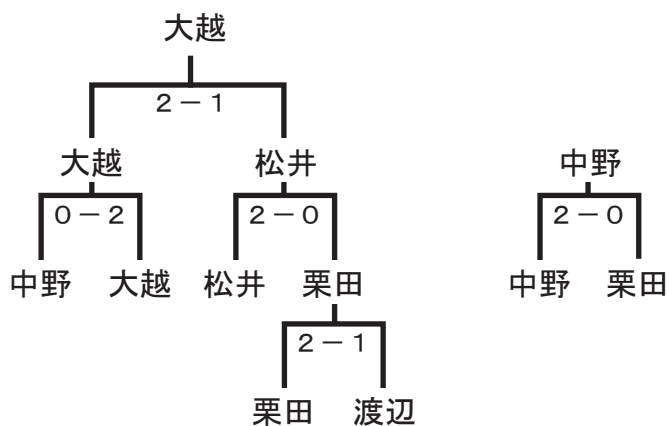 大越
２－１
大越 松井 中野
０－２ ２－０ ２－０
中野 大越 松井 栗田 中野 栗田
２－１
栗田 渡辺